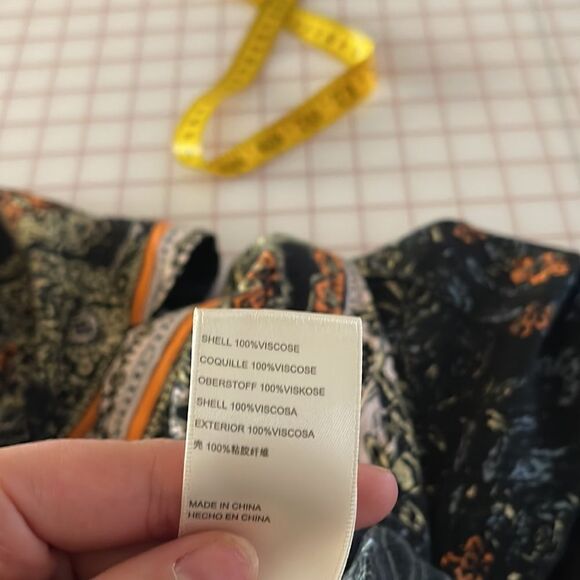 SHELL 100%VISCOSE
COQUILLE 100%VISCOSE
OBERSTOFF 100%VISKOSE
SHELL 100%VISCOSA
EXTERIOR 100%VISCOSA
壳 100%粘胶纤维
MADE IN CHINA
HECHO EN CHINA